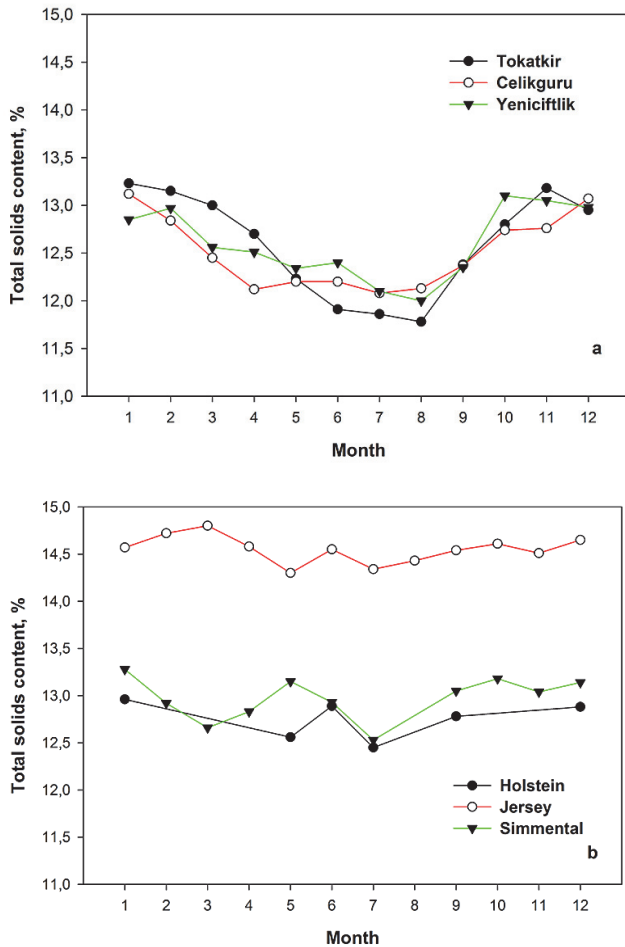 15,0
14,5
14,0
13,5
13,0
12,5
12,0
11,5
11,0
Total solids content, %
Tokatkir
Celikguru
Yeniciftlik
a
1 2 3 4 5 6 7 8 9 10 11 12
Month
15,0
14,5
14,0
13,5
13,0
12,5
12,0
11,5
11,0
Total solids content, %
Holstein
Jersey
Simmental
b
1 2 3 4 5 6 7 8 9 10 11 12
Month